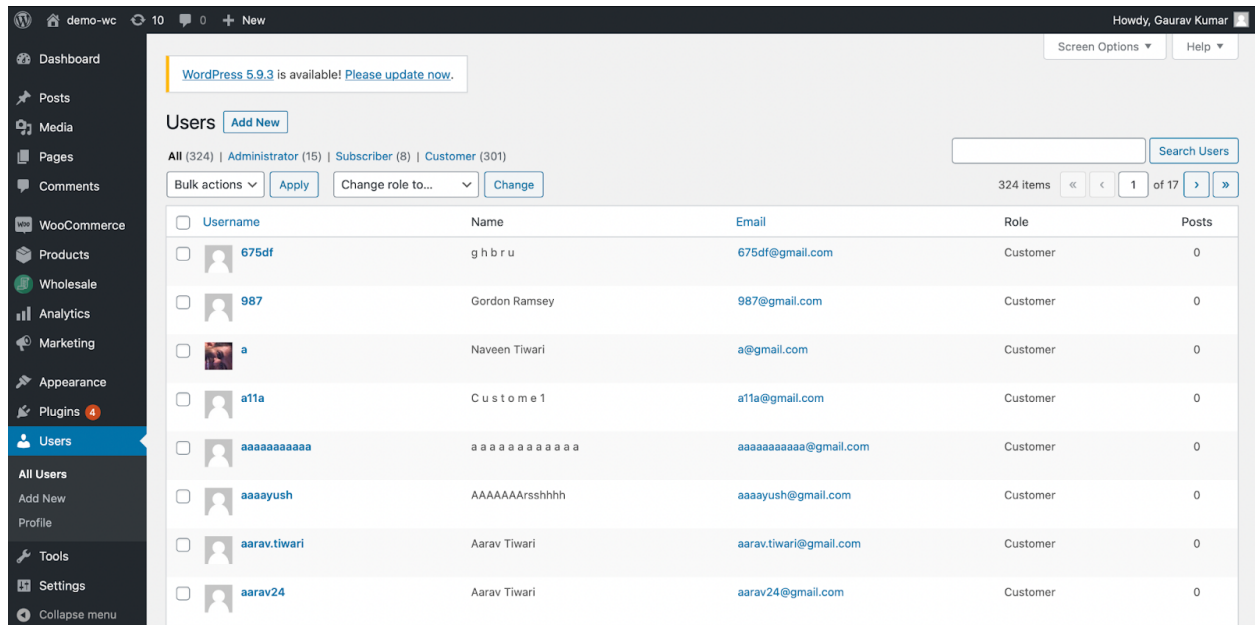 demo-wc 10 0 + New Howdy, Gaurav Kumar
Screen Options ▼ Help ▼
Dashboard
Posts
Media
Pages
Comments
WooCommerce
Products
Wholesale
Analytics
Marketing
Appearance
Plugins 4
Users
All Users
Add New
Profile
Tools
Settings
Collapse menu
WordPress 5.9.3 is available! Please update now.
Users Add New
All (324) | Administrator (15) | Subscriber (8) | Customer (301)
Search Users
Bulk actions Apply Change role to... Change
324 items « ‹ 1 of 17 › »
Username Name Email Role Posts
675df g h b r u 675df@gmail.com Customer 0
987 Gordon Ramsey 987@gmail.com Customer 0
a Naveen Tiwari a@gmail.com Customer 0
a11a C u s t o m e 1 a11a@gmail.com Customer 0
aaaaaaaaaaa a a a a a a a a a a a a aaaaaaaaaaa@gmail.com Customer 0
aaaayush AAAAAAArsshhhh aaaayush@gmail.com Customer 0
aarav.tiwari Aarav Tiwari aarav.tiwari@gmail.com Customer 0
aarav24 Aarav Tiwari aarav24@gmail.com Customer 0